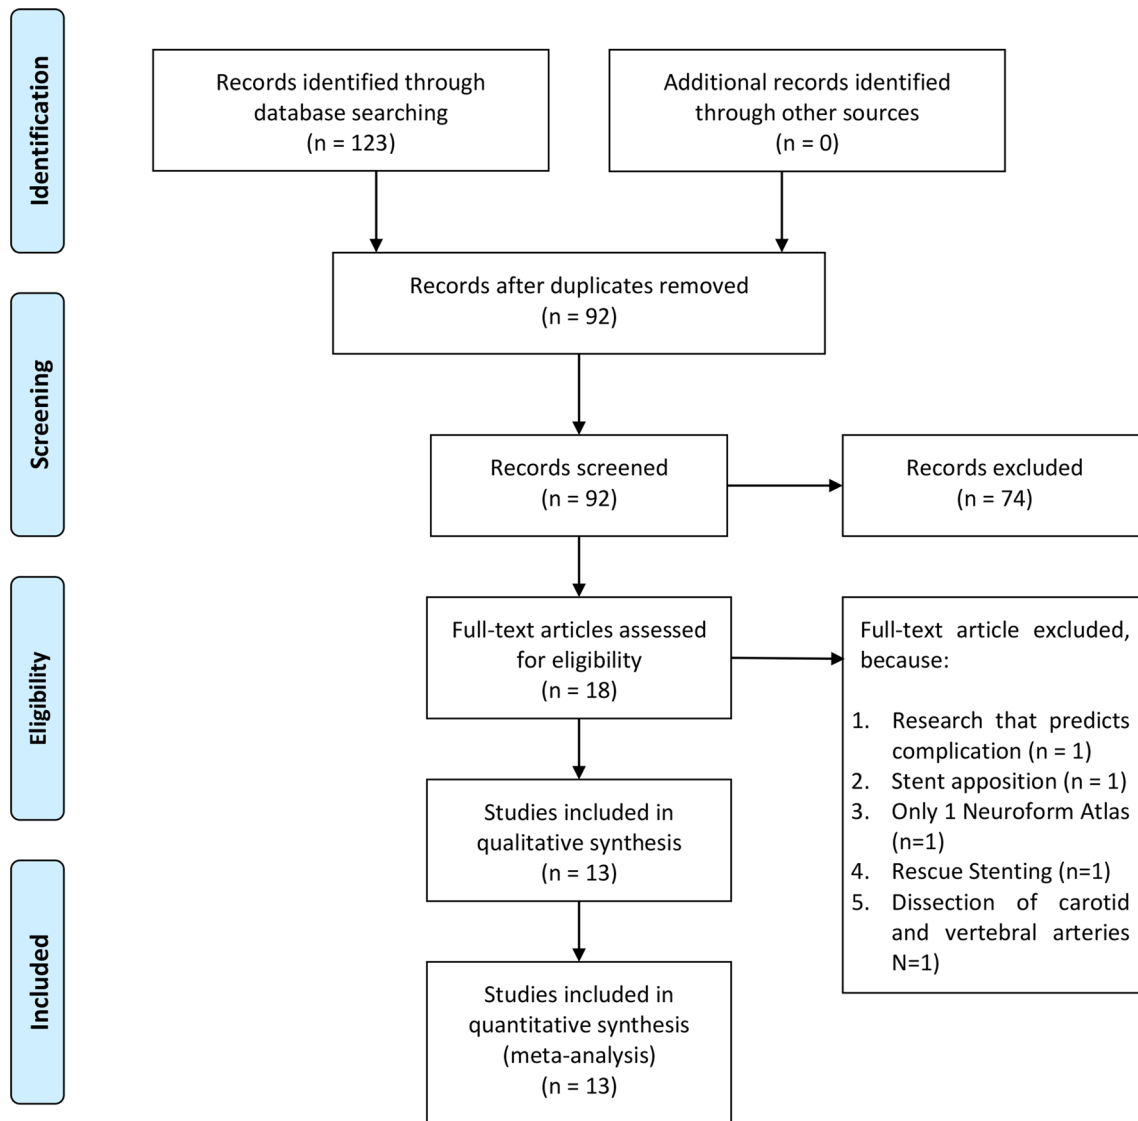 Identification
Records identified through
database searching
(n = 123)
Additional records identified
through other sources
(n = 0)
Records after duplicates removed
(n = 92)
Screening
Records screened
(n = 92)
Records excluded
(n = 74)
Eligibility
Full-text articles assessed
for eligibility
(n = 18)
Full-text article excluded,
because:
1. Research that predicts
complication (n = 1)
2. Stent apposition (n = 1)
3. Only 1 Neuroform Atlas
(n=1)
4. Rescue Stenting (n=1)
5. Dissection of carotid
and vertebral arteries
N=1)
Studies included in
qualitative synthesis
(n = 13)
Included
Studies included in
quantitative synthesis
(meta-analysis)
(n = 13)